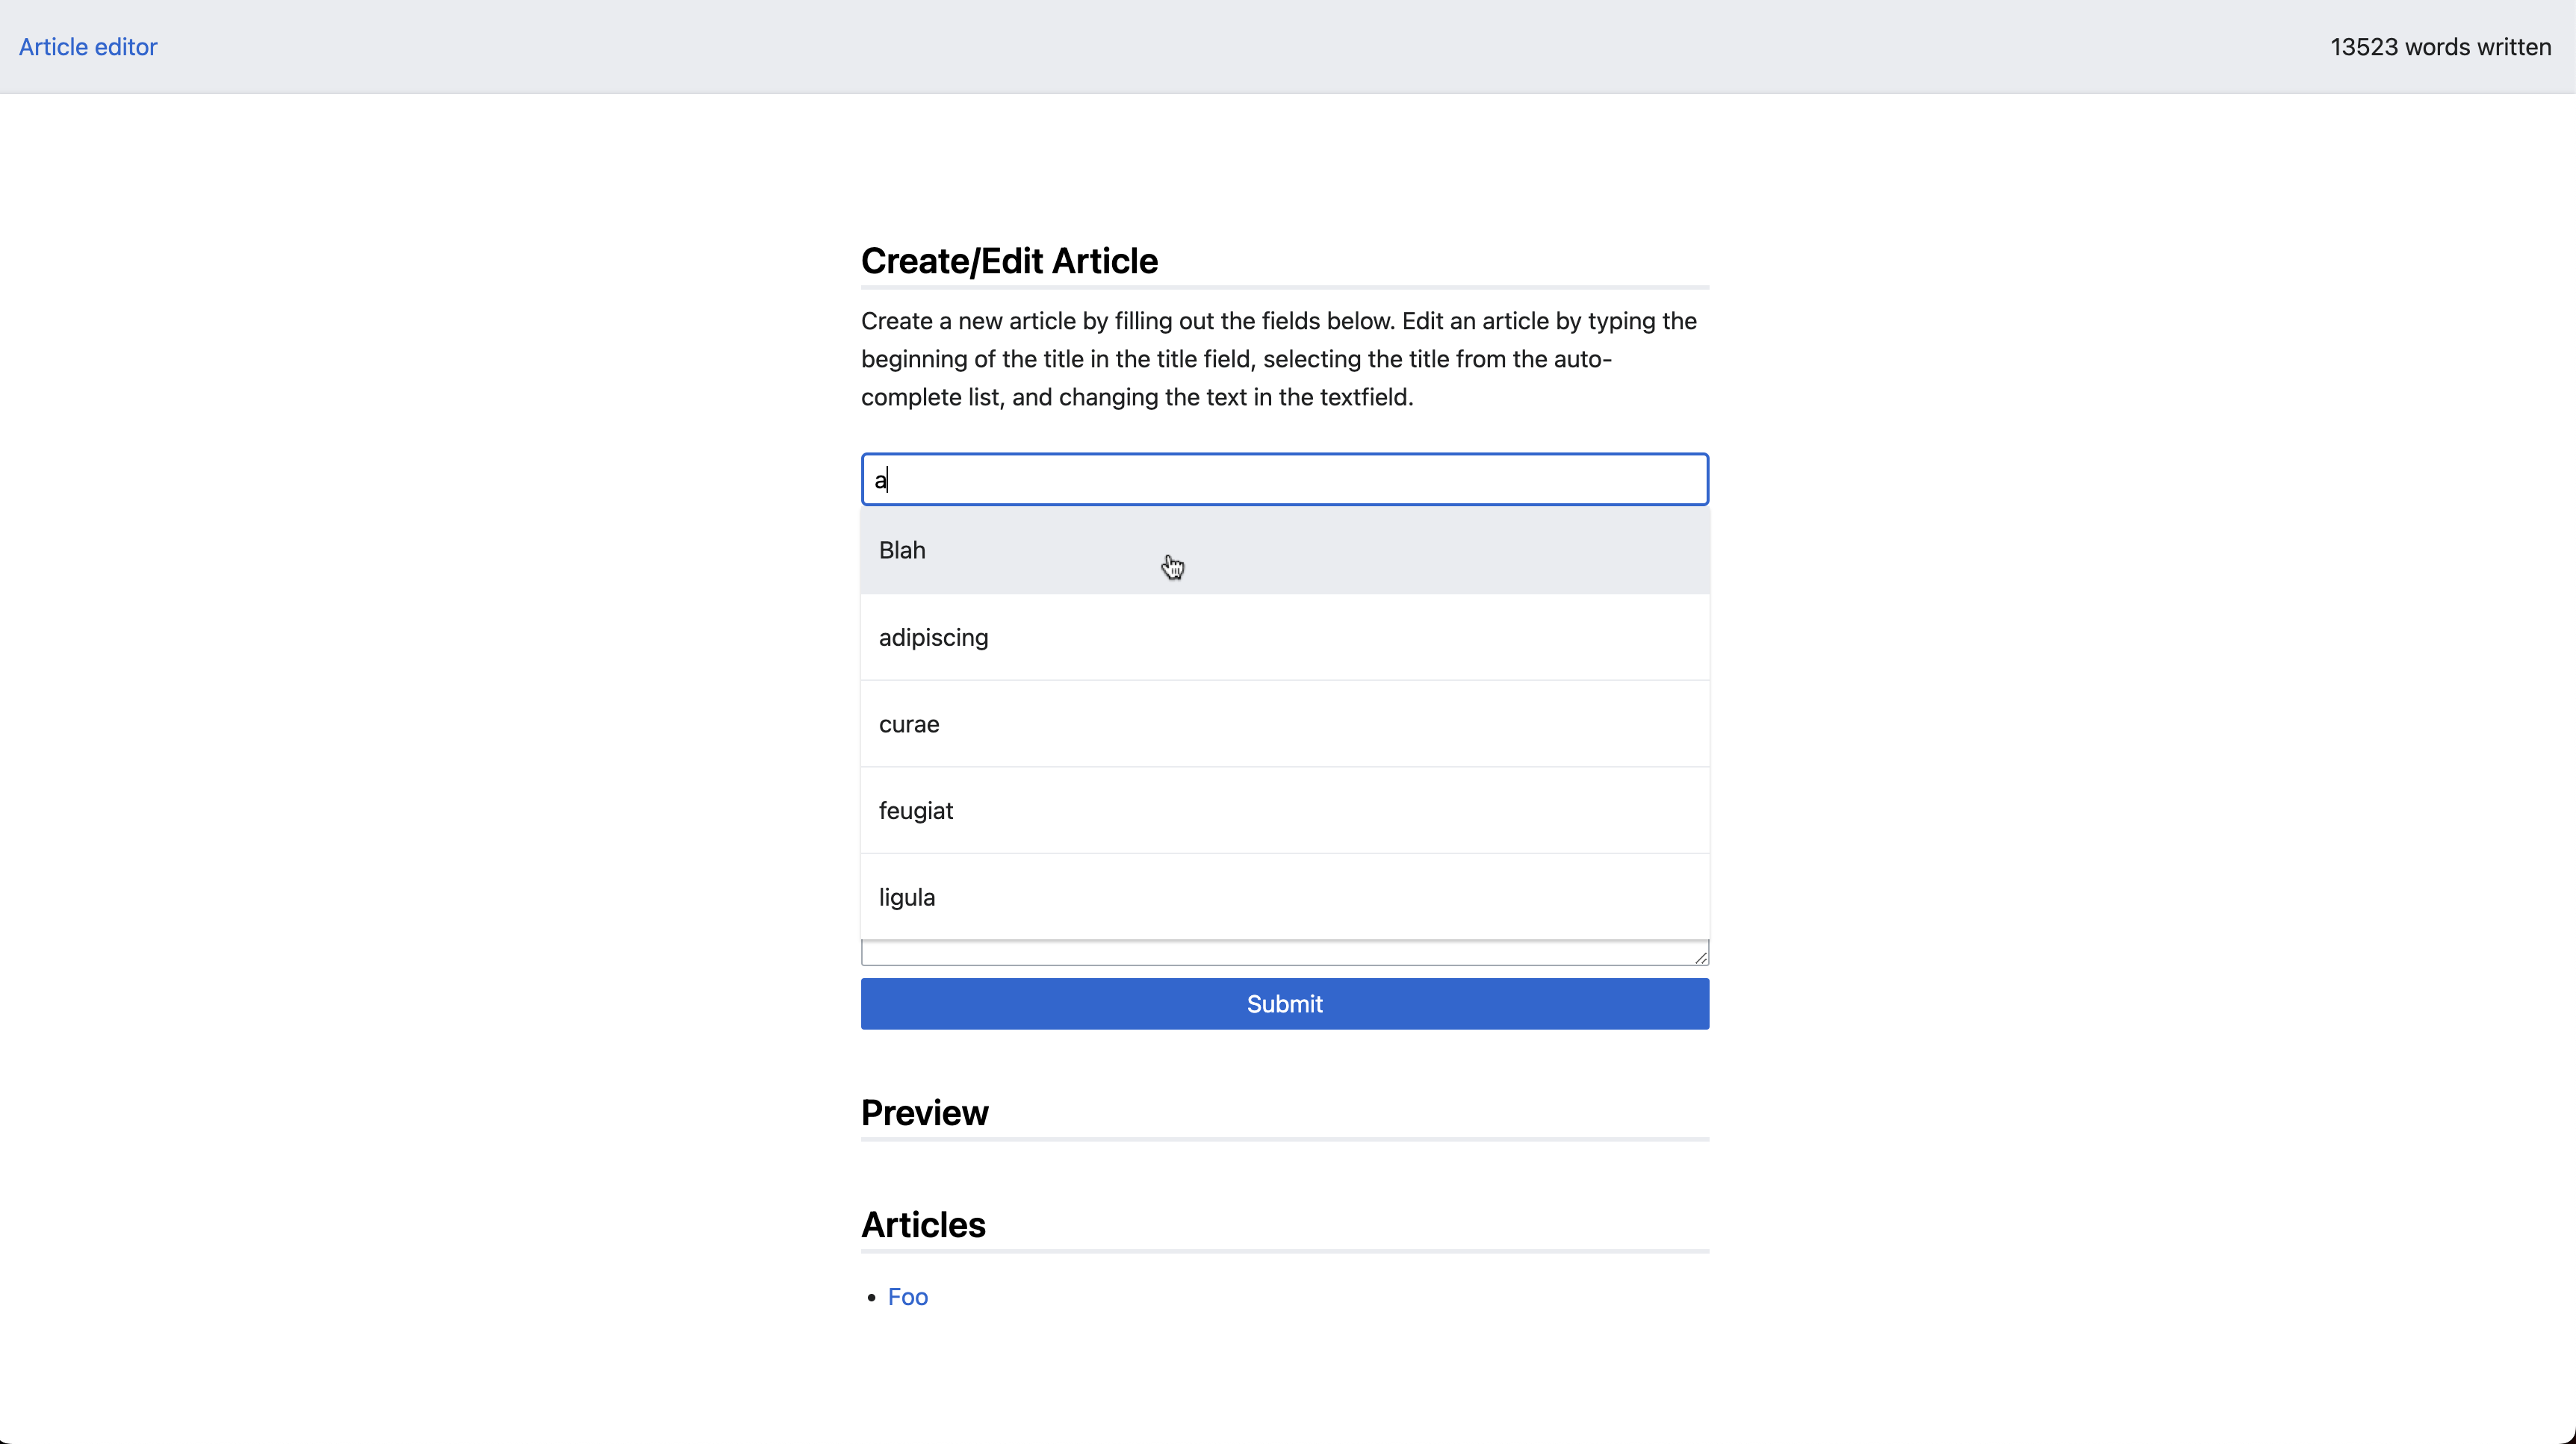 Article editor
13523 words written
Create/Edit Article
Create a new article by filling out the fields below. Edit an article by typing the
beginning of the title in the title field, selecting the title from the auto-
complete list, and changing the text in the textfield.
a
Blah
adipiscing
curae
feugiat
ligula
Submit
Preview
Articles
Foo